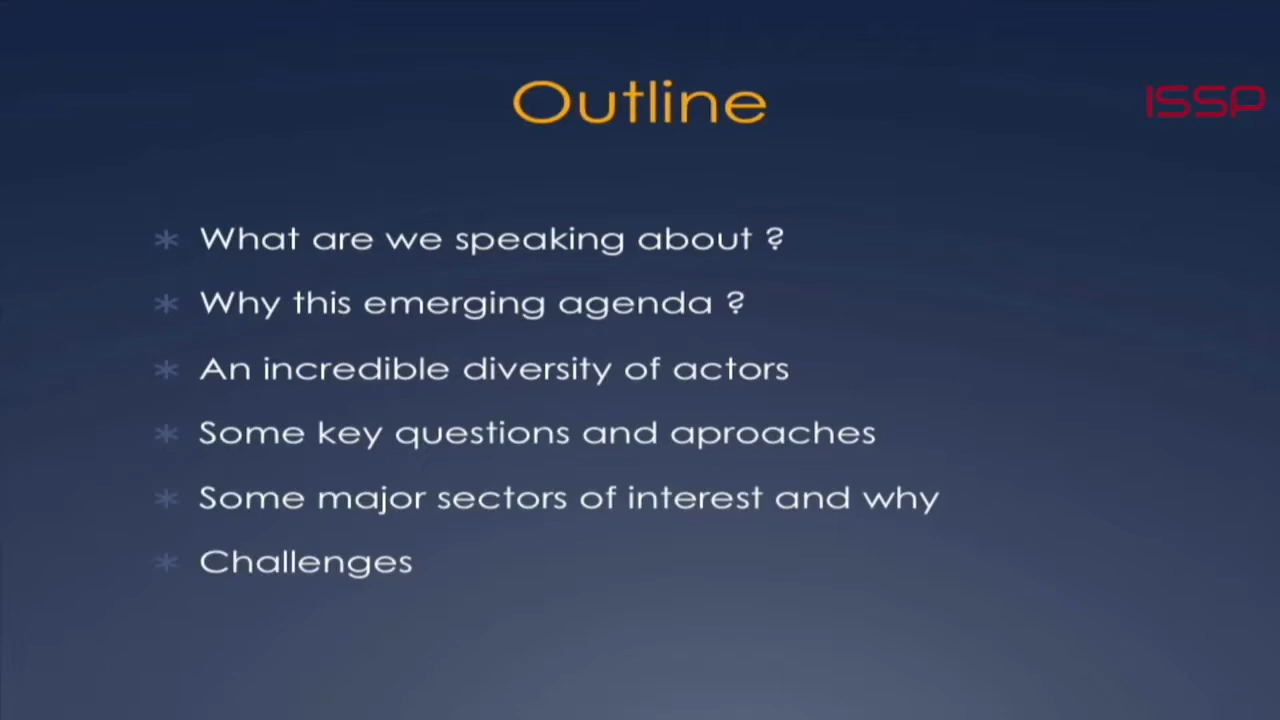 Outline
ISSP
What are we speaking about ?
Why this emerging agenda ?
An incredible diversity of actors
Some key questions and aproaches
Some major sectors of interest and why
Challenges